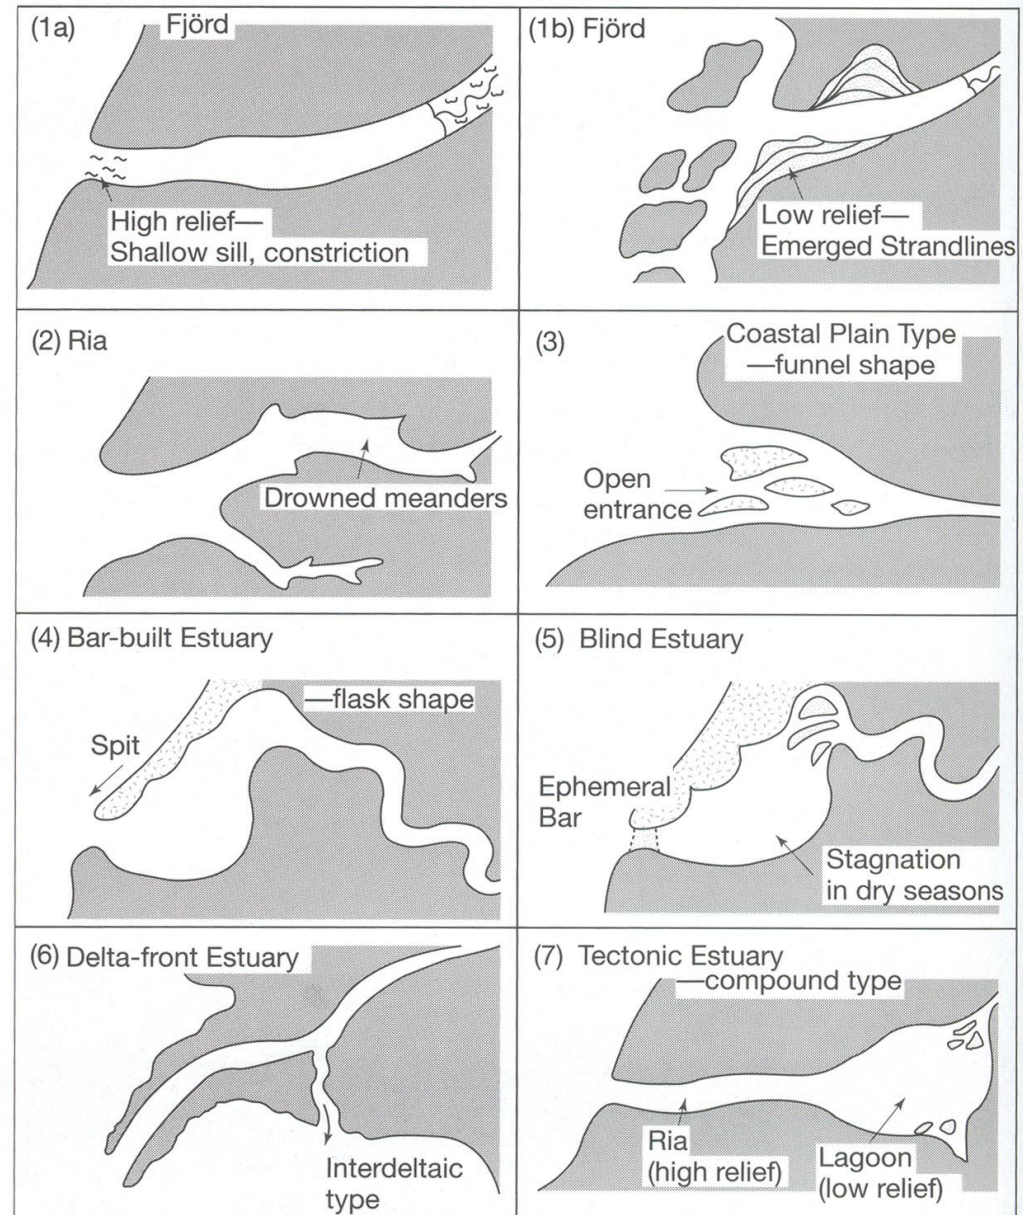 (1a)
Fjörd
High relief—
Shallow sill, constriction
(1b) Fjörd
Low relief—
Emerged Strandlines
(2) Ria
Drowned meanders
(3)
Coastal Plain Type
—funnel shape
Open
entrance
(4) Bar-built Estuary
—flask shape
Spit
(5) Blind Estuary
Ephemeral
Bar
Stagnation
in dry seasons
(6) Delta-front Estuary
Interdeltaic
type
(7) Tectonic Estuary
—compound type
Ria
(high relief)
Lagoon
(low relief)